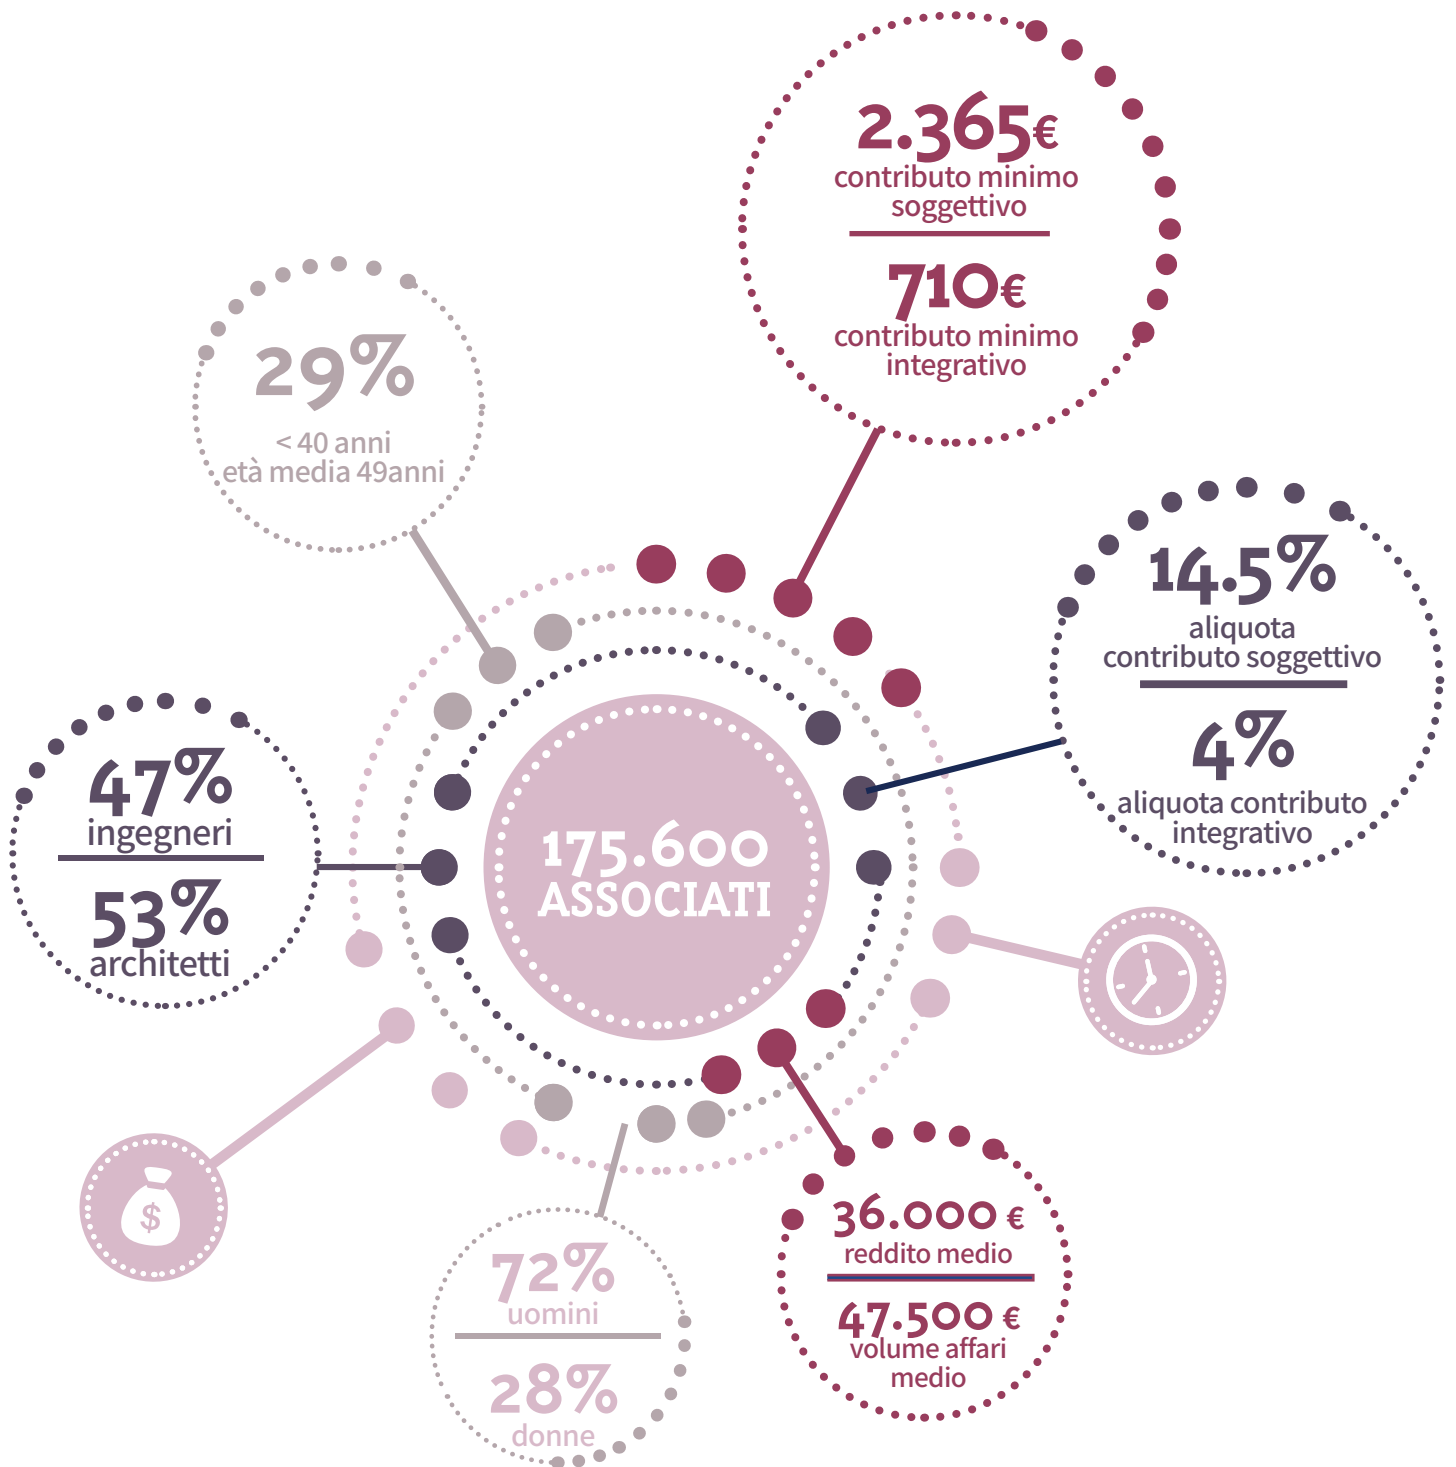 2.365€
contributo minimo
soggettivo
710€
contributo minimo
integrativo
29%
< 40 anni
età media 49anni
14.5%
aliquota
contributo soggettivo
4%
aliquota contributo
integrativo
47%
ingegneri
53%
architetti
175.600
ASSOCIATI
$
36.000 €
reddito medio
47.500 €
volume affari
medio
72%
uomini
28%
donne